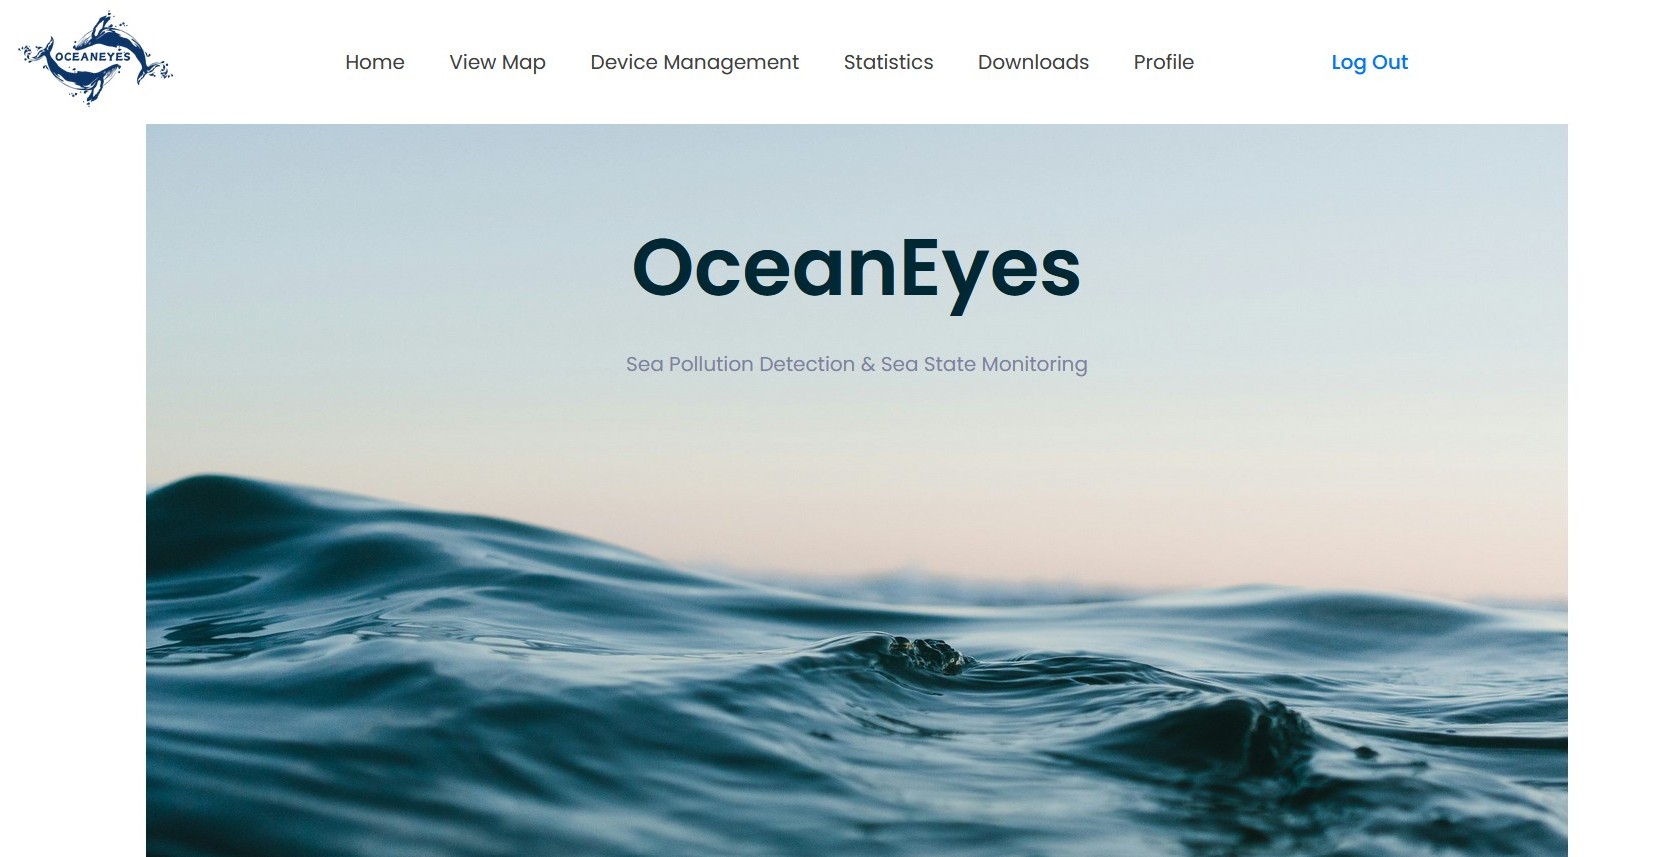 OCEANEYES
Home View Map Device Management Statistics Downloads Profile Log Out
OceanEyes
Sea Pollution Detection & Sea State Monitoring